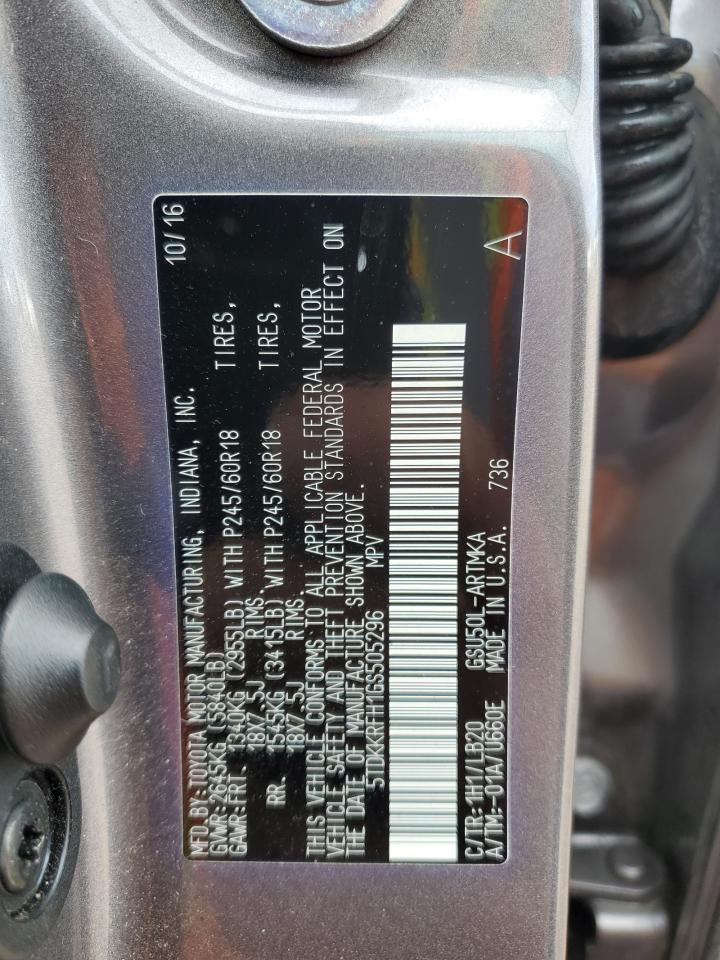 MFD.BY:TOYOTA MOTOR MANUFACTURING, INDIANA, INC. 10/16
GVWR:2645KG (5840LB)
GAWR:FRT. 1340KG (2955LB) WITH P245/60R18 TIRES,
18X7.5J RIMS.
RR. 1545KG (3415LB) WITH P245/60R18 TIRES,
18X7.5J RIMS.
THIS VEHICLE CONFORMS TO ALL APPLICABLE FEDERAL MOTOR
VEHICLE SAFETY AND THEFT PREVENTION STANDARDS IN EFFECT ON
THE DATE OF MANUFACTURE SHOWN ABOVE.
5TDKKRFH1GS505296 MPV
C/TR:1H1/LB20 GSU50L-ARTMKA
A/TM:-01A/U660E MADE IN U.S.A. 736 A